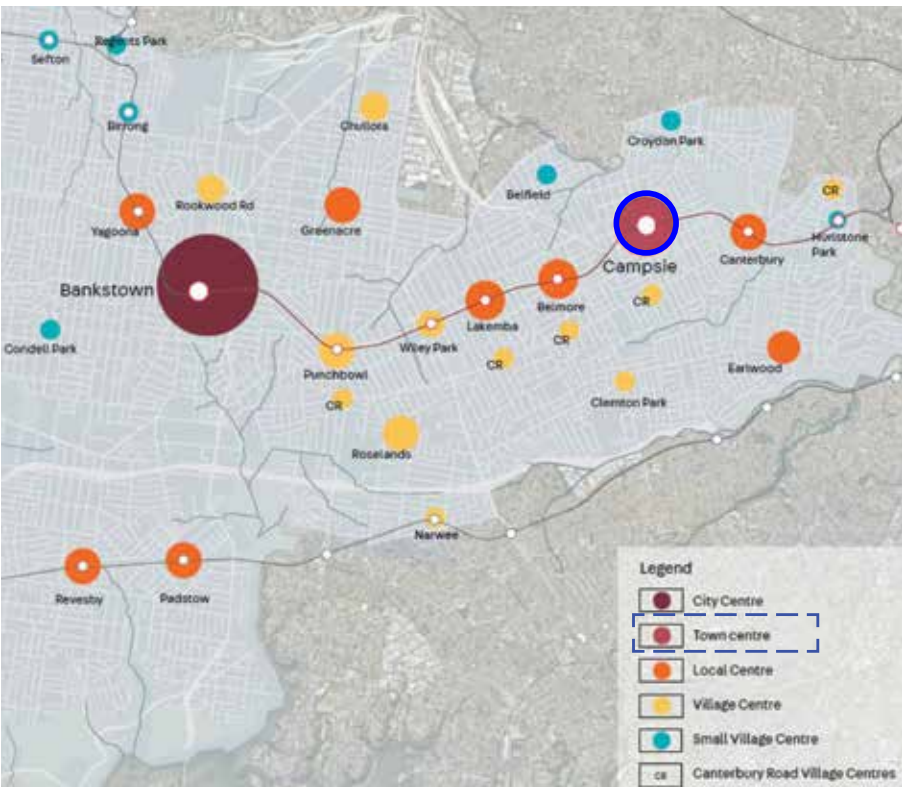 Regents Park
Sefton
Birrong
Chullora
Croydon Park
Belfield
Rookwood Rd
CR
Yagoona
Greenacre
Hurlstone
Park
Canterbury
Campsie
Bankstown
CR
Belmore
Lakemba
CR
Wiley Park
Condell Park
CR
Earlwood
Punchbowl
CR
Clemton Park
Roselands
Narwee
Revesby
Padstow
Legend
City Centre
Town centre
Local Centre
Village Centre
Small Village Centre
CR Canterbury Road Village Centres